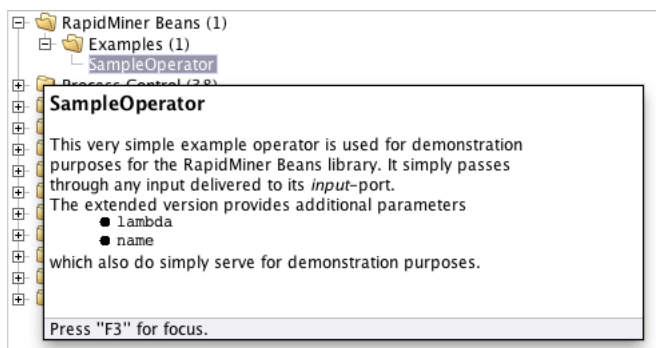 RapidMiner Beans (1)
Examples (1)
SampleOperator
SampleOperator
This very simple example operator is used for demonstration
purposes for the RapidMiner Beans library. It simply passes
through any input delivered to its input-port.
The extended version provides additional parameters
lambda
name
which also do simply serve for demonstration purposes.
Press "F3" for focus.